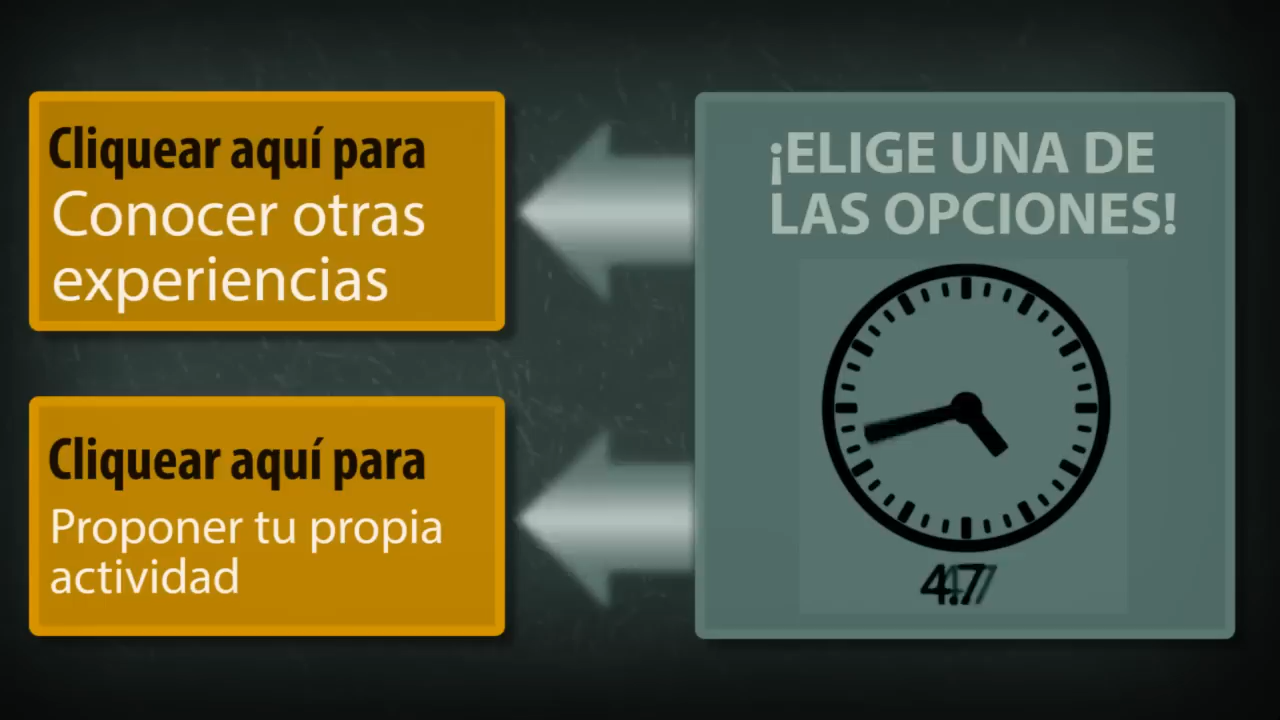 Cliquear aquí para
Conocer otras
experiencias
Cliquear aquí para
Proponer tu propia
actividad
¡ELIGE UNA DE
LAS OPCIONES!